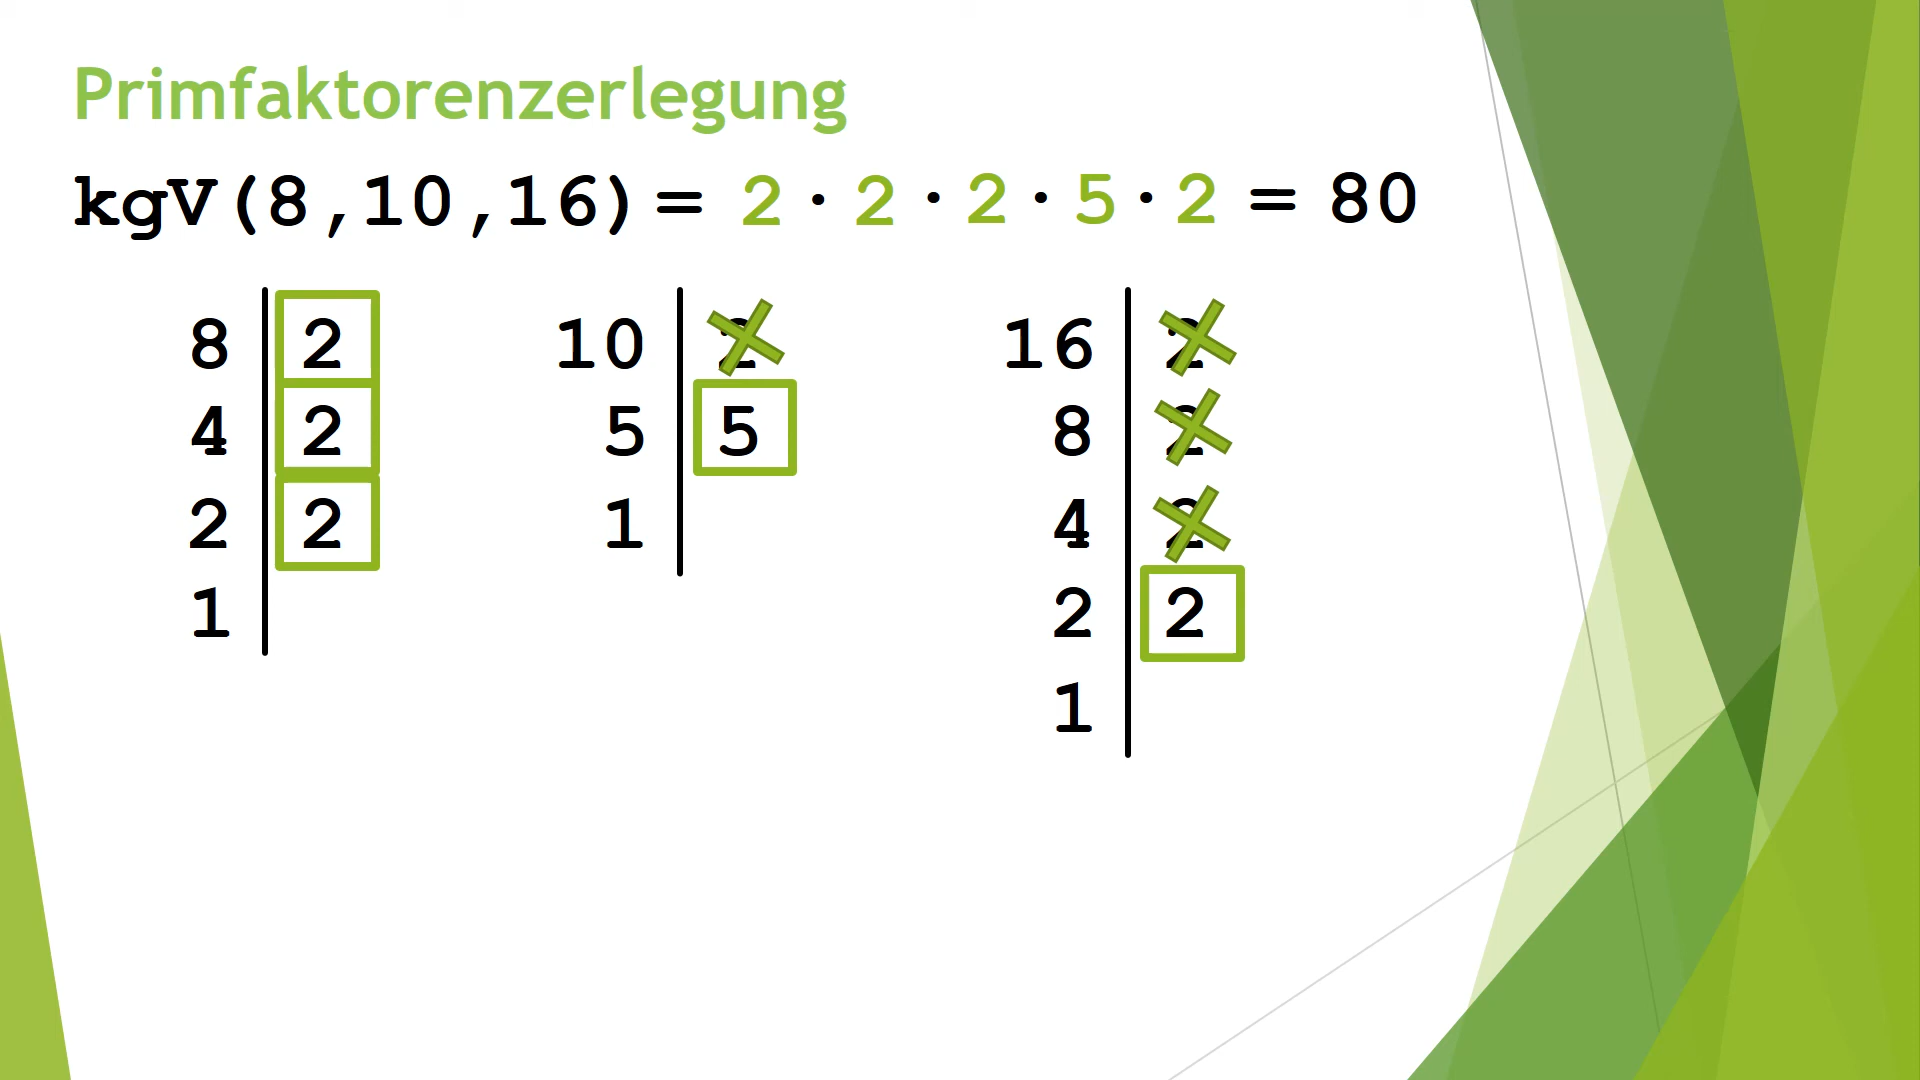 Primfaktorenzerlegung
kgV(8,10,16)= 2 · 2 · 2 · 5 · 2 = 80
8 2 10 2 16 2
4 2 5 5 8 2
2 2 1 4 2
1 2 2
1